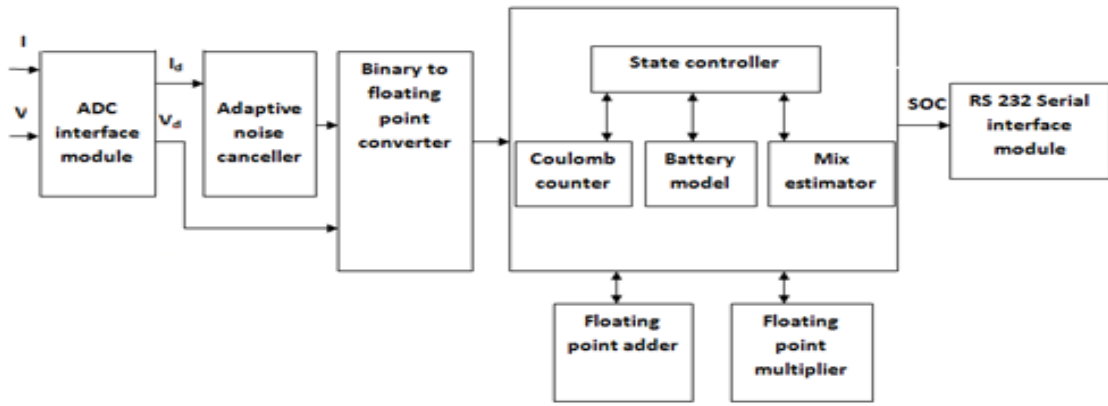 I
V
ADC
interface
module
Id
Vd
Adaptive
noise
canceller
Binary to
floating
point
converter
State controller
Coulomb
counter
Battery
model
Mix
estimator
SOC
RS 232 Serial
interface
module
Floating
point adder
Floating
point
multiplier